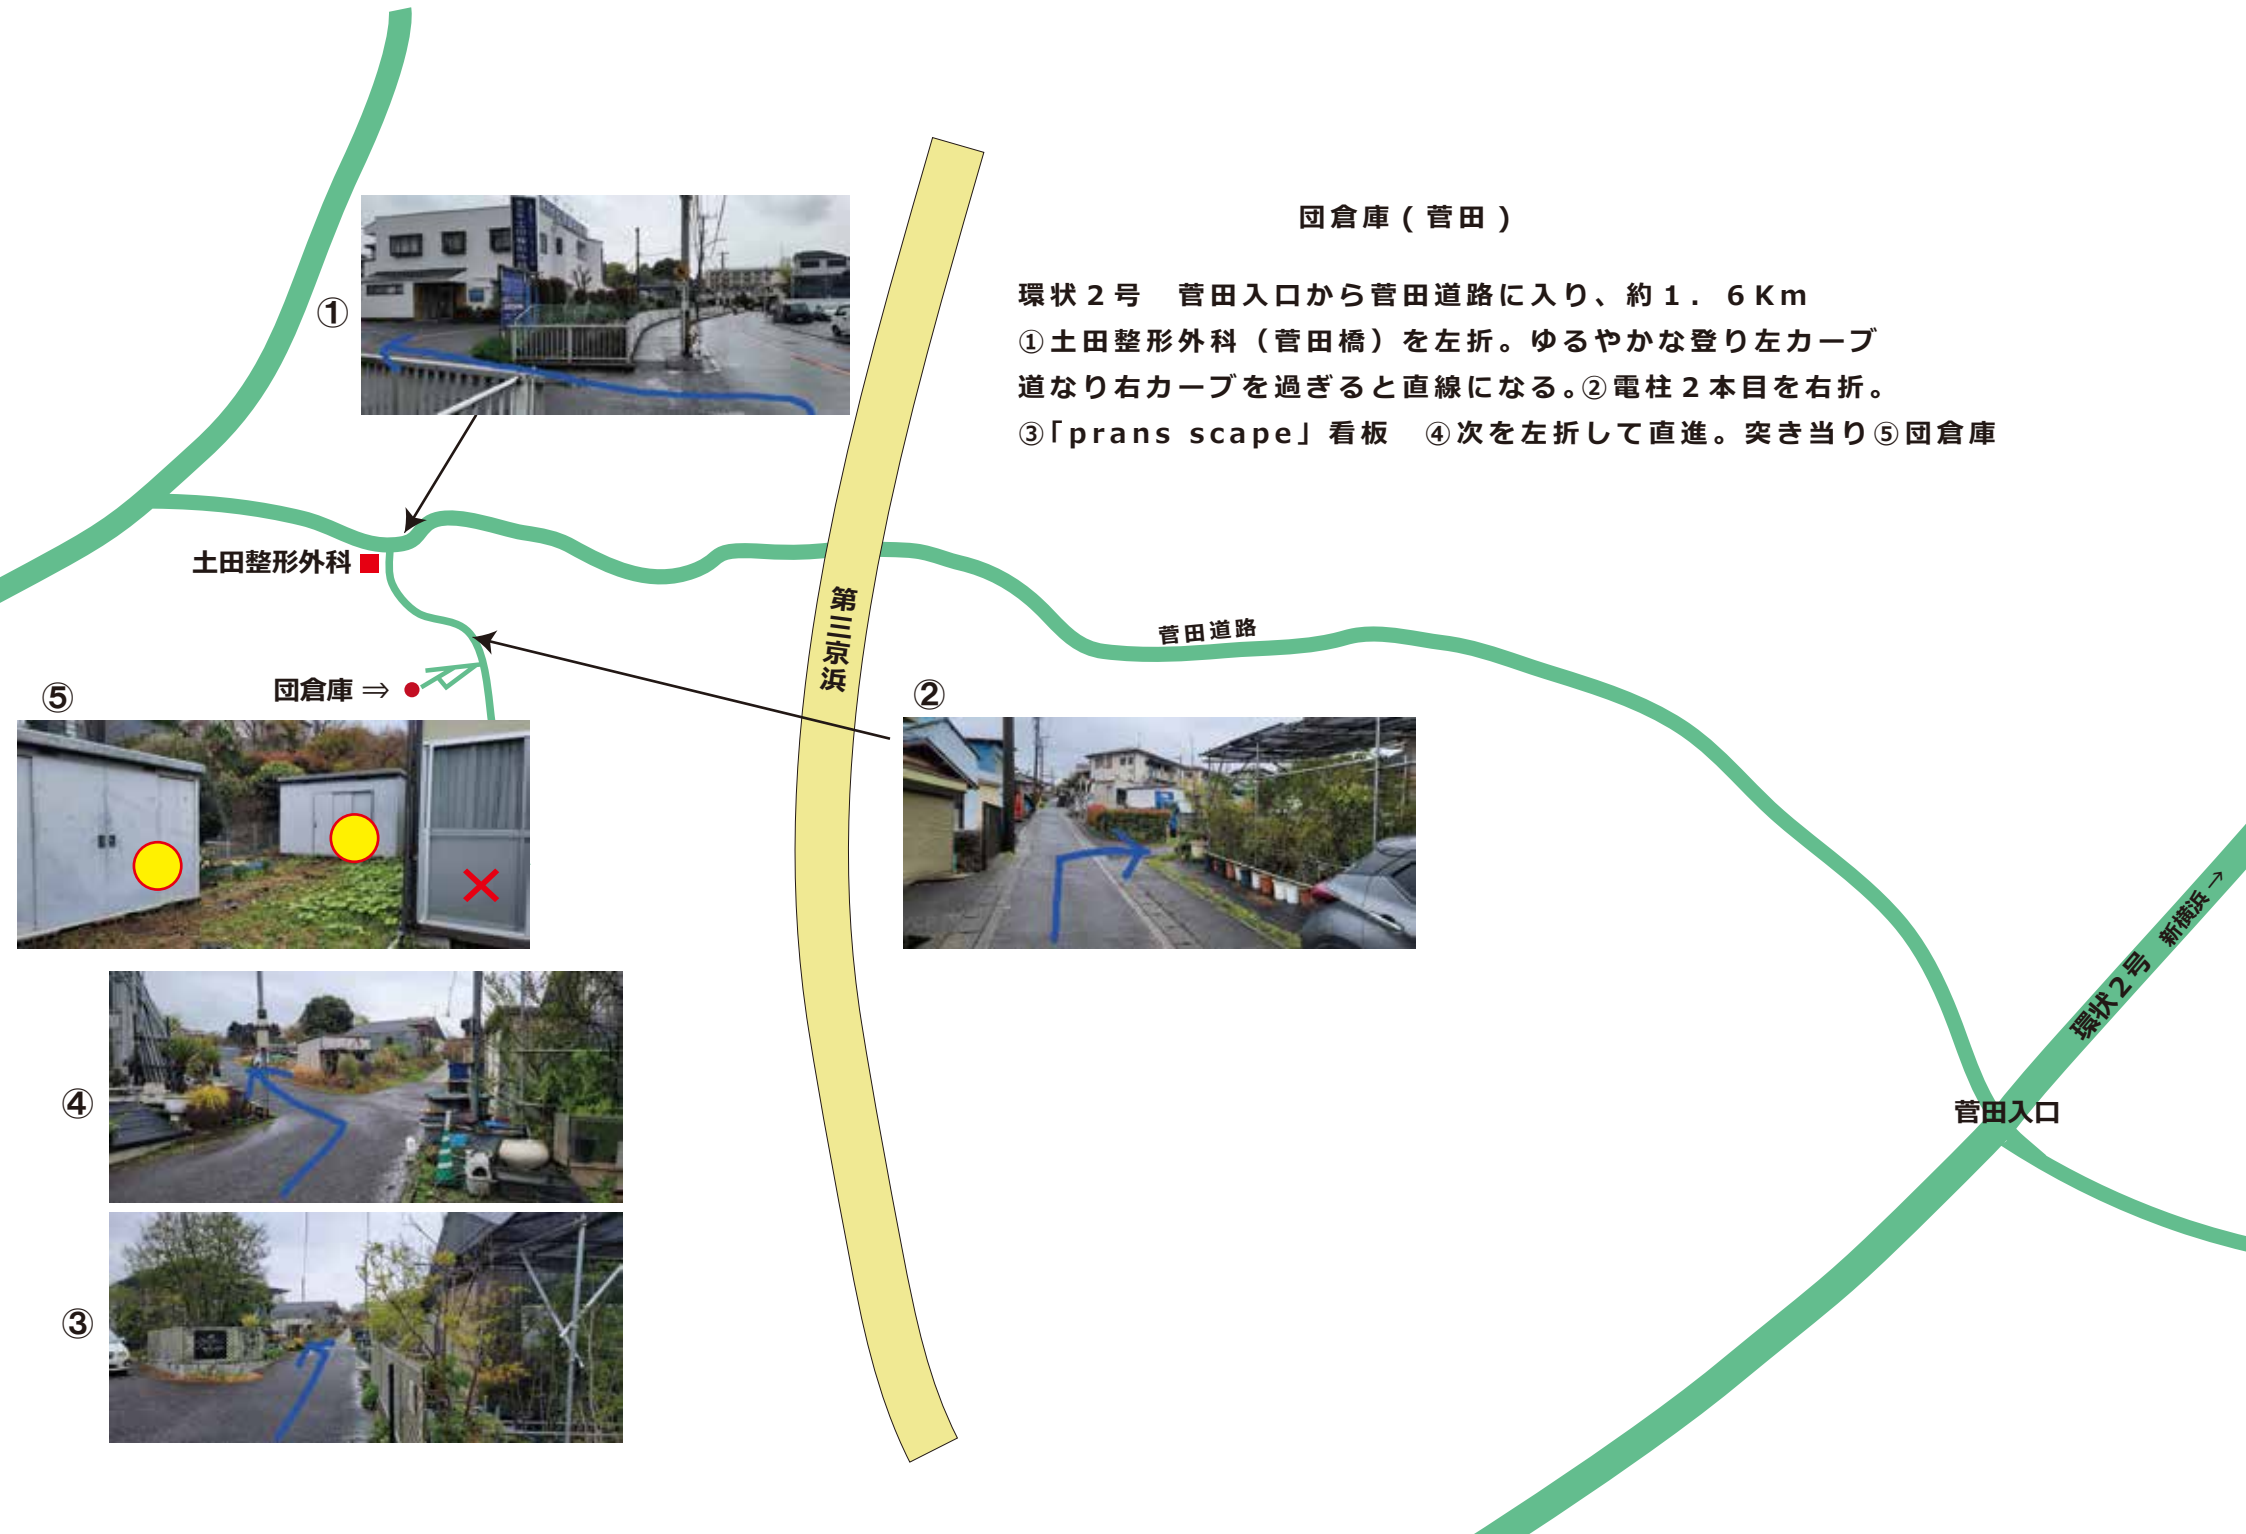 団倉庫(菅田)
環状2号　菅田入口から菅田道路に入り、約1.6Km
①土田整形外科（菅田橋）を左折。ゆるやかな登り左カーブ
道なり右カーブを過ぎると直線になる。②電柱2本目を右折。
③「prans scape」看板　④次を左折して直進。突き当り⑤団倉庫
①
土田整形外科
第三京浜
菅田道路
団倉庫⇒
⑤
②
新横浜→
環状2号
菅田入口
④
③